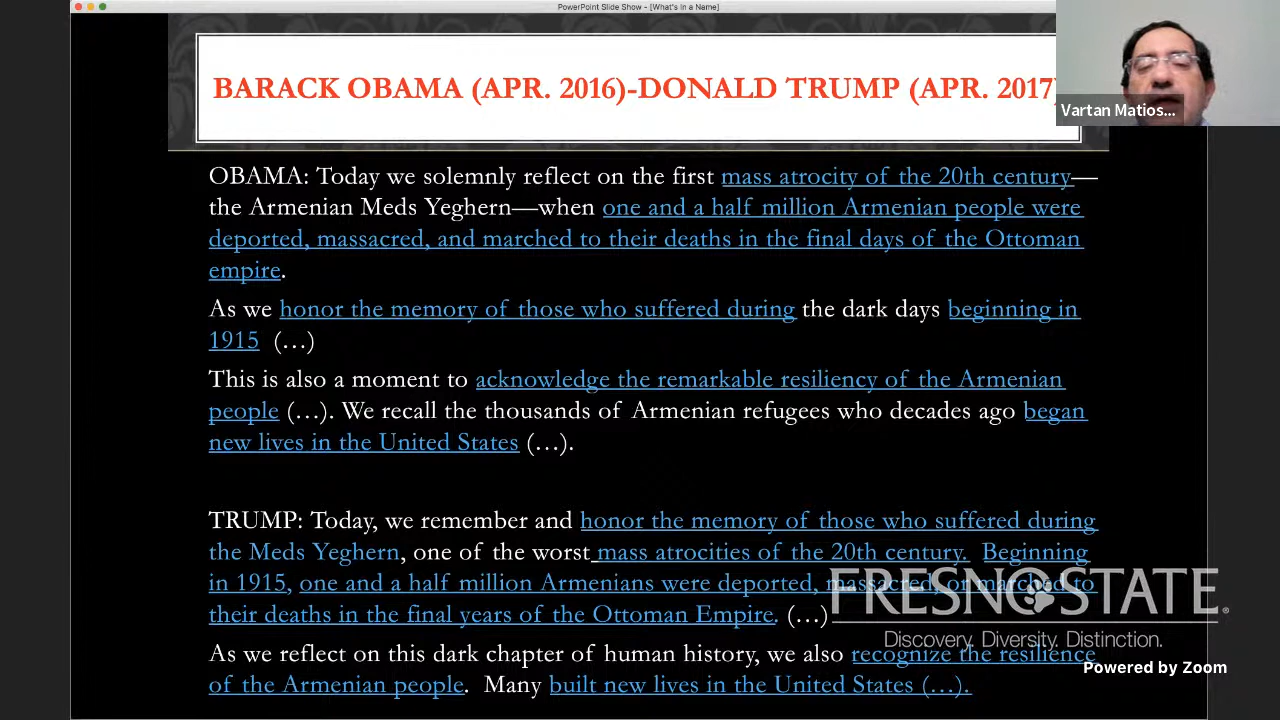 PowerPoint Slide Show - [What's in a Name]
BARACK OBAMA (APR. 2016)-DONALD TRUMP (APR. 2017)
Vartan Matios...
OBAMA: Today we solemnly reflect on the first mass atrocity of the 20th century—
the Armenian Meds Yeghern—when one and a half million Armenian people were
deported, massacred, and marched to their deaths in the final days of the Ottoman
empire.
As we honor the memory of those who suffered during the dark days beginning in
1915 (…)
This is also a moment to acknowledge the remarkable resiliency of the Armenian
people (…). We recall the thousands of Armenian refugees who decades ago began
new lives in the United States (…).
TRUMP: Today, we remember and honor the memory of those who suffered during
the Meds Yeghern, one of the worst mass atrocities of the 20th century. Beginning
in 1915, one and a half million Armenians were deported, massacred, or marched to
their deaths in the final years of the Ottoman Empire. (…)
As we reflect on this dark chapter of human history, we also recognize the resilience
of the Armenian people. Many built new lives in the United States (…).
FRESNO STATE
Discovery. Diversity. Distinction.
Powered by Zoom